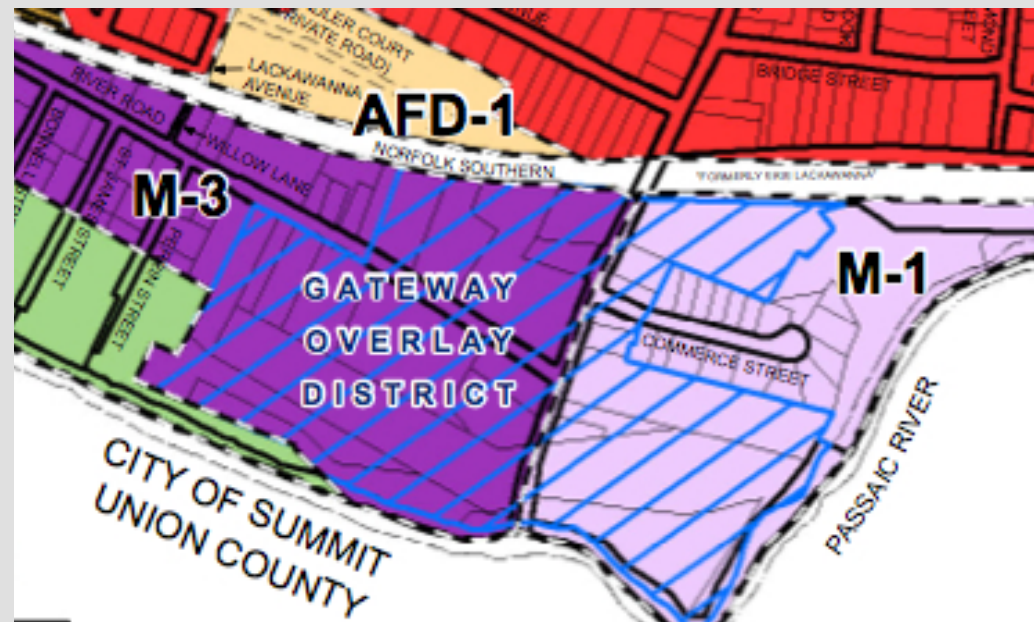 (PRIVATE ROAD)
LACKAWANNA
AVENUE
BRIDGE STREET
AFD-1
RIVER ROAD
WILLOW LANE
NORFOLK SOUTHERN
"FORMERLY ERIE LACKAWANNA"
M-3
M-1
GATEWAY
OVERLAY
DISTRICT
COMMERCE STREET
CITY OF SUMMIT
UNION COUNTY
PASSAIC RIVER